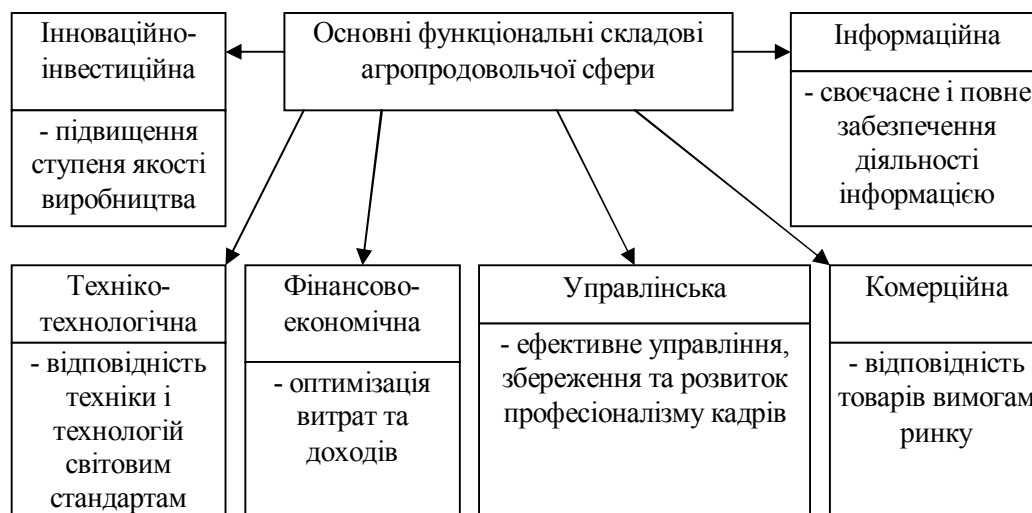 Інноваційно-
інвестиційна
- підвищення
ступеня якості
виробництва
Основні функціональні складові
агропродовольчої сфери
Інформаційна
- своєчасне і повне
забезпечення
діяльності
інформацією
Техніко-
технологічна
- відповідність
техніки і
технологій
світовим
стандартам
Фінансово-
економічна
- оптимізація
витрат та
доходів
Управлінська
- ефективне управління,
збереження та розвиток
професіоналізму кадрів
Комерційна
- відповідність
товарів вимогам
ринку